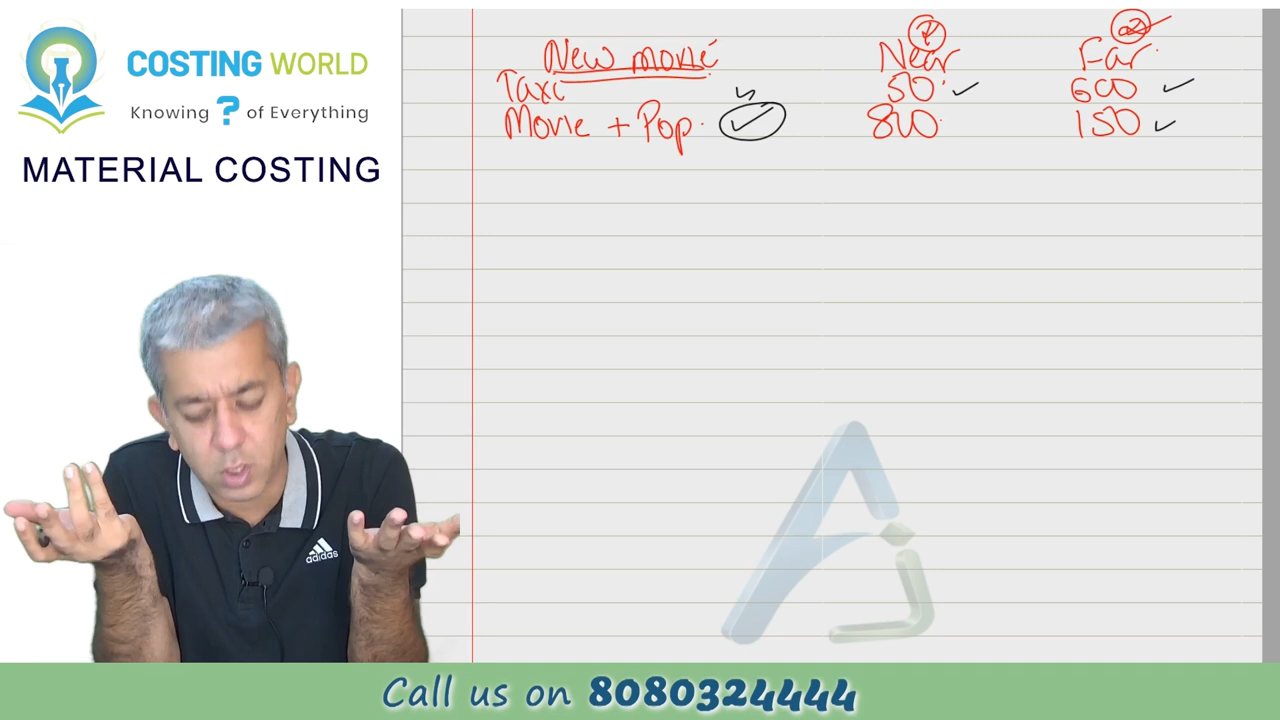 COSTING WORLD
Knowing ? of Everything
MATERIAL COSTING
New movie Near Far
Taxi 50 600
Movie + Pop. 800 150
adidas
Call us on 8080324444